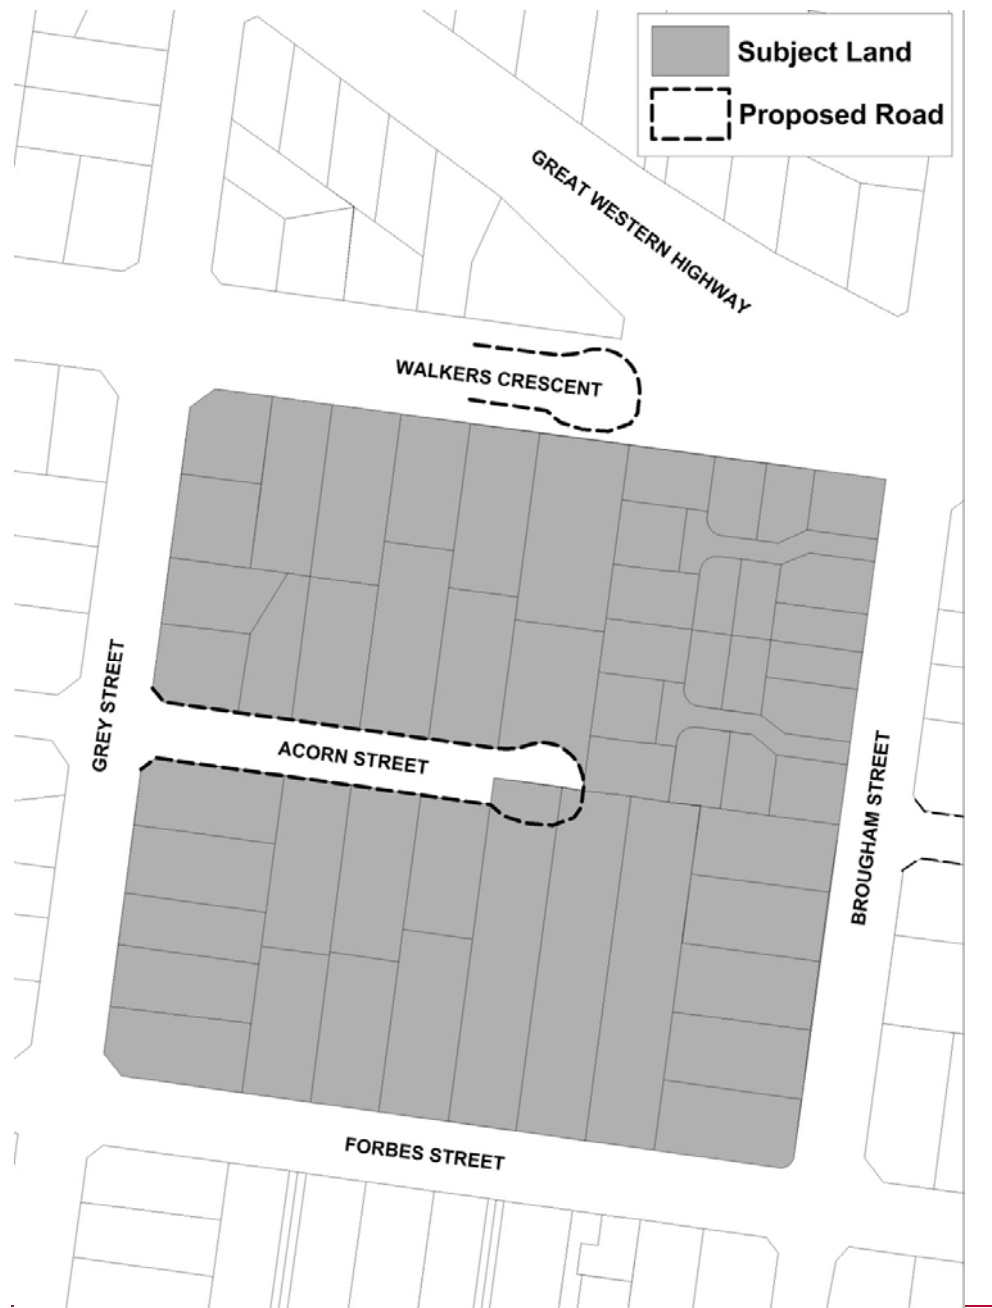 Subject Land
Proposed Road
GREAT WESTERN HIGHWAY
WALKERS CRESCENT
GREY STREET
ACORN STREET
BROUGHAM STREET
FORBES STREET